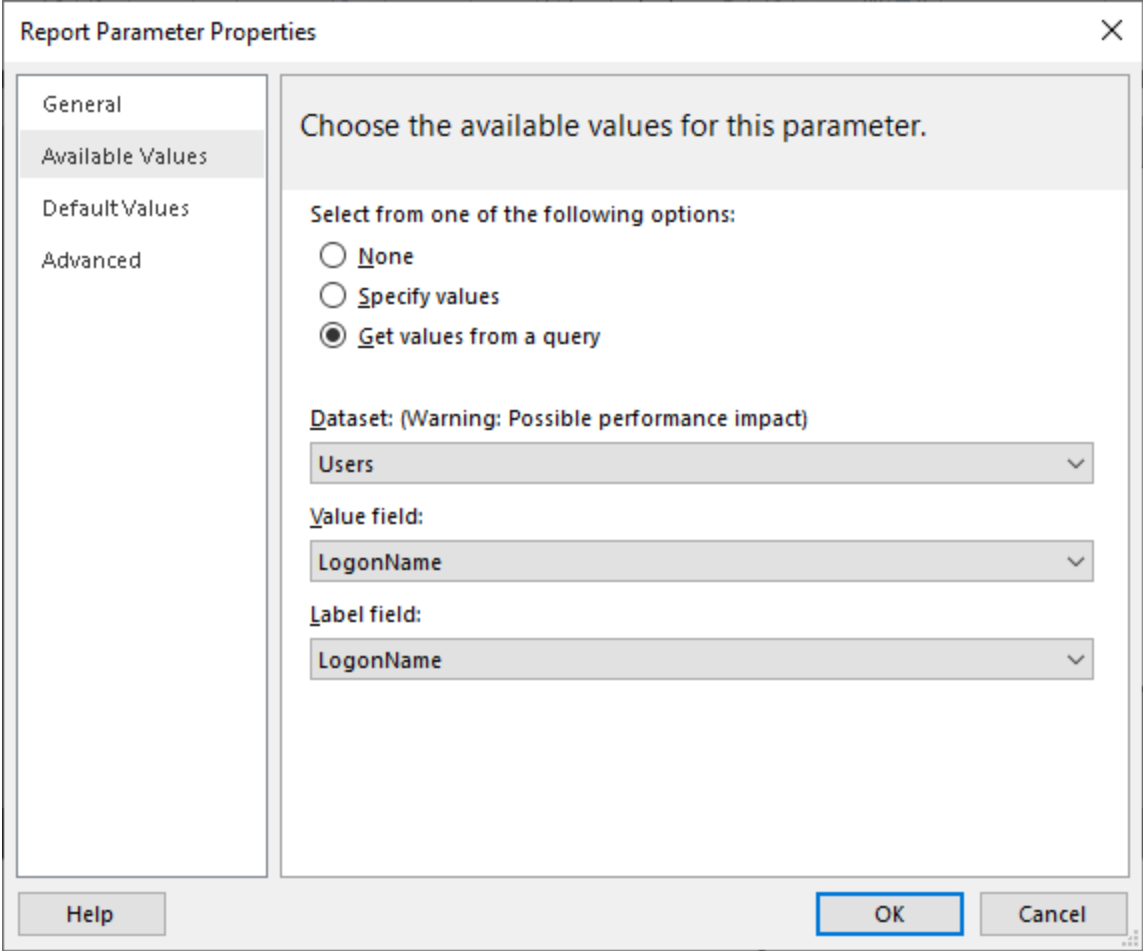 Report Parameter Properties
General
Available Values
Default Values
Advanced
Choose the available values for this parameter.
Select from one of the following options:
None
Specify values
Get values from a query
Dataset: (Warning: Possible performance impact)
Users
Value field:
LogonName
Label field:
LogonName
Help
OK
Cancel